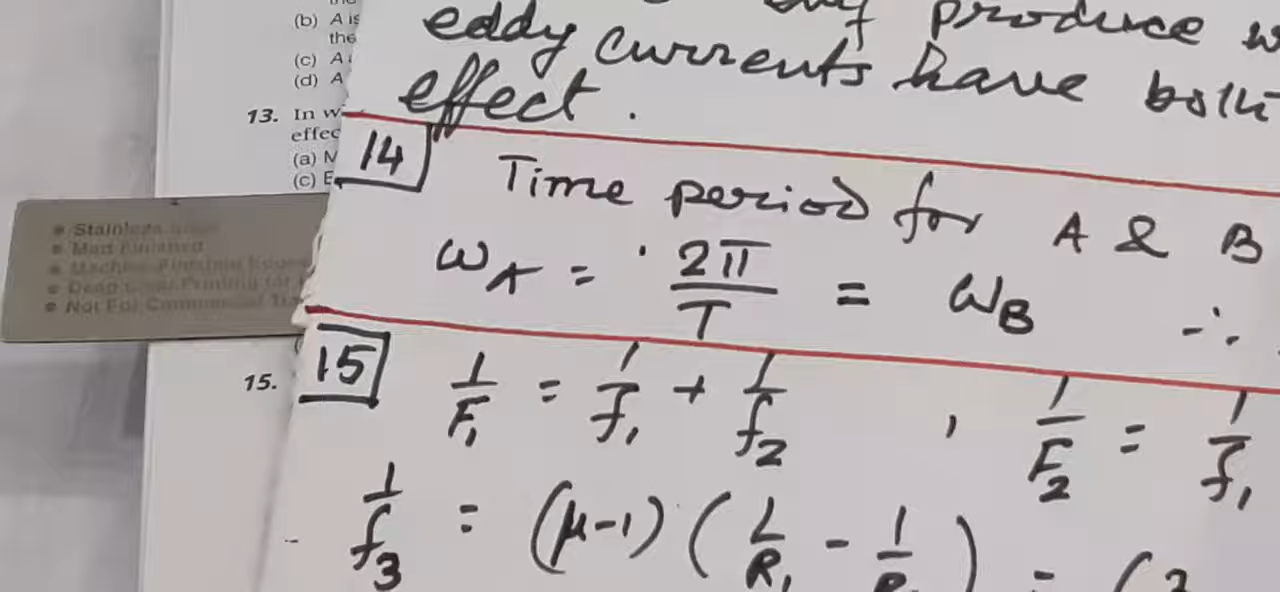 (b) A is
the
(c) A
(d) A
13. In w
effec
(a) M
(c) E
produce w
eddy currents have both
effect.
14 Time period for A & B
ω_A = 2π/T = ω_B ∴
• Stainless
• Matt Finished
• Not For Commercial
15.
15 1/F₁ = 1/f₁ + 1/f₂ , 1/F₂ = 1/f₁
1/f₃ = (μ-1) (1/R₁ - 1/R) = (